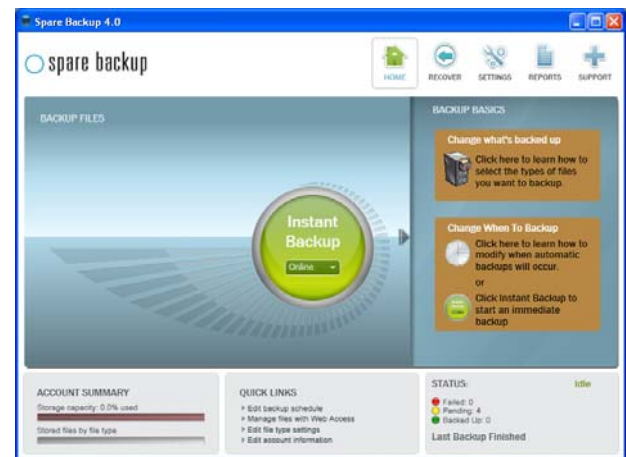 Spare Backup 4.0
spare backup
HOME
RECOVER
SETTINGS
REPORTS
SUPPORT
BACKUP FILES
Instant
Backup
Online
BACKUP BASICS
Change what's backed up
Click here to learn how to
select the types of files
you want to backup.
Change When To Backup
Click here to learn how to
modify when automatic
backups will occur.
or
Click Instant Backup to
start an immediate
backup
ACCOUNT SUMMARY
Storage capacity: 0.0% used
Stored files by file type
QUICK LINKS
Edit backup schedule
Manage files with Web Access
Edit file type settings
Edit account information
STATUS:
Idle
Failed: 0
Pending: 4
Backed Up: 0
Last Backup Finished